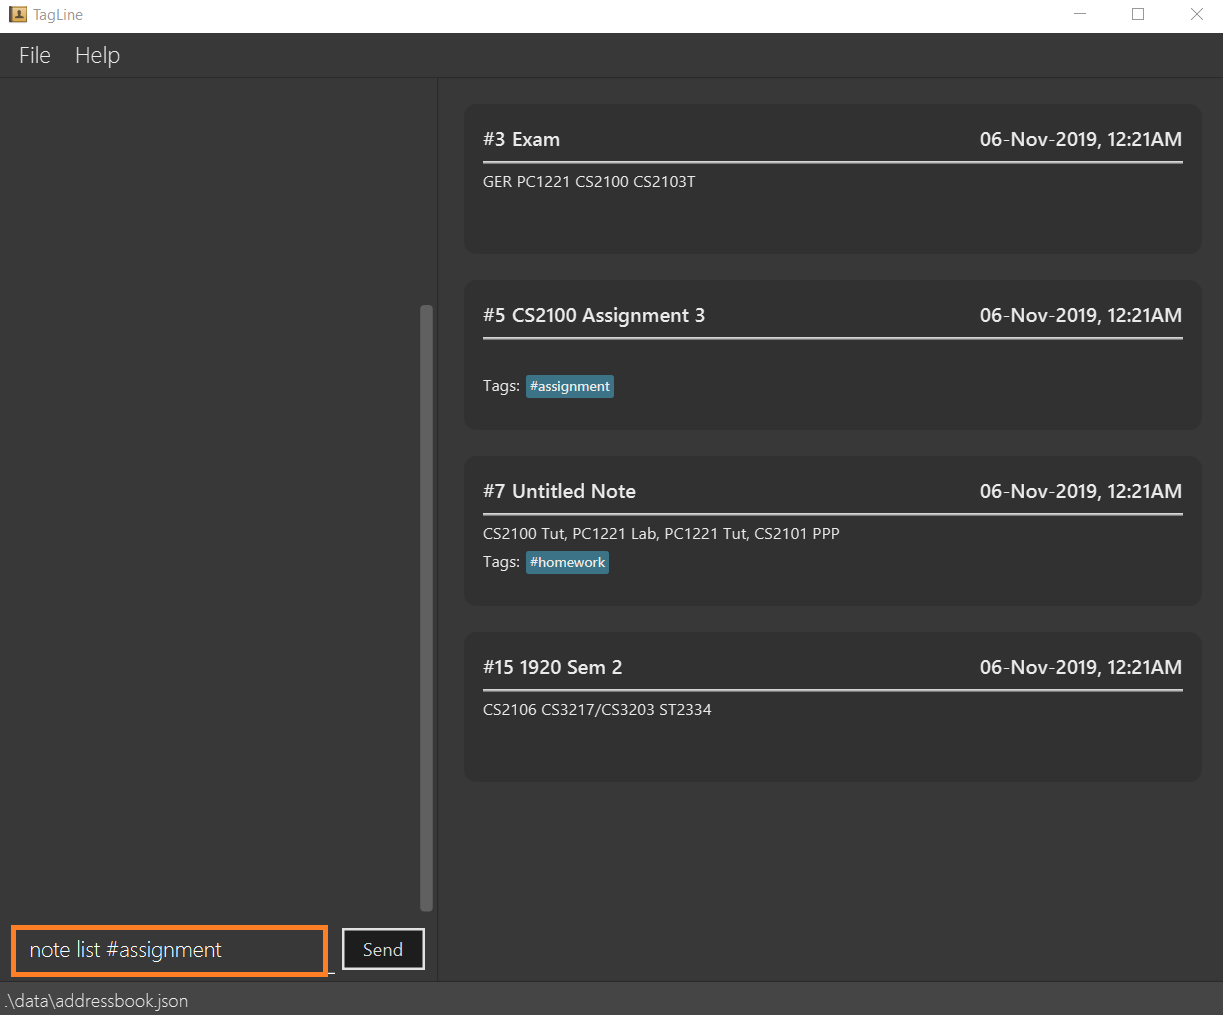 TagLine
File Help
#3 Exam 06-Nov-2019, 12:21AM
GER PC1221 CS2100 CS2103T
#5 CS2100 Assignment 3 06-Nov-2019, 12:21AM
Tags: #assignment
#7 Untitled Note 06-Nov-2019, 12:21AM
CS2100 Tut, PC1221 Lab, PC1221 Tut, CS2101 PPP
Tags: #homework
#15 1920 Sem 2 06-Nov-2019, 12:21AM
CS2106 CS3217/CS3203 ST2334
note list #assignment Send
.\data\addressbook.json